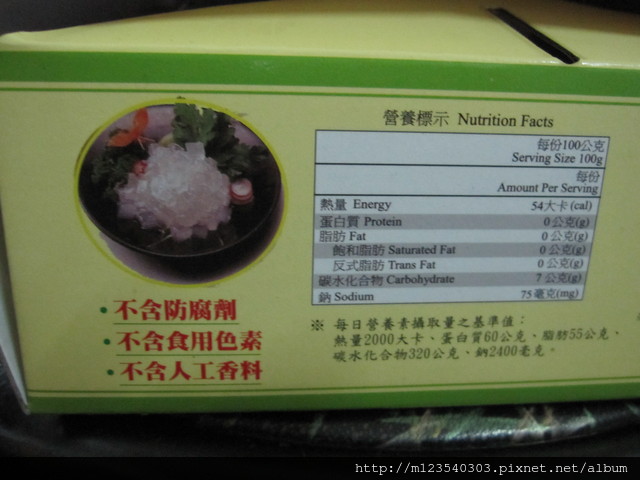 營養標示 Nutrition Facts
每份100公克
Serving Size 100g
每份
Amount Per Serving
熱量 Energy 54大卡(cal)
蛋白質 Protein 0公克(g)
脂肪 Fat 0公克(g)
飽和脂肪 Saturated Fat 0公克(g)
反式脂肪 Trans Fat 0公克(g)
碳水化合物 Carbohydrate 7公克(g)
鈉 Sodium 75毫克(mg)
·不含防腐劑
·不含食用色素
·不含人工香料
※ 每日營養素攝取量之基準值：
熱量2000大卡、蛋白質60公克、脂肪55公克、
碳水化合物320公克、鈉2400毫克。
http://m123540303.pixnet.net/album